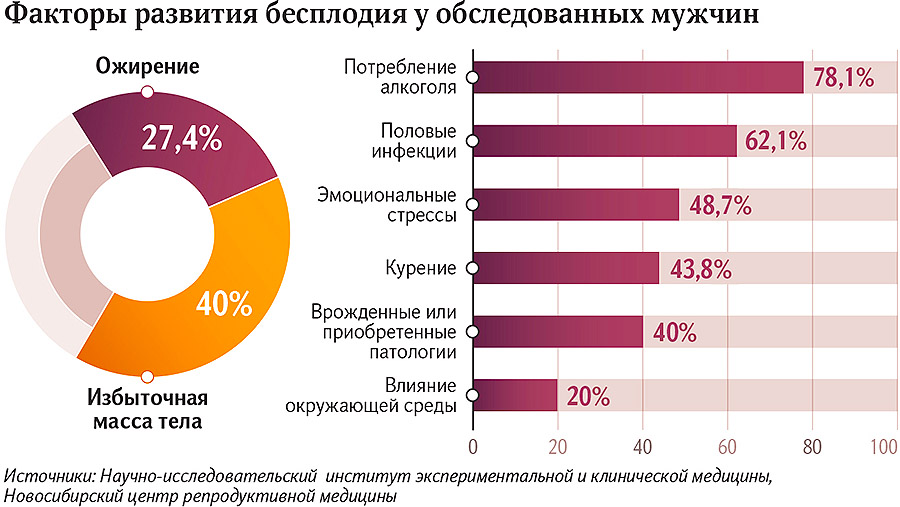 Факторы развития бесплодия у обследованных мужчин
Ожирение
27,4%
40%
Избыточная
масса тела
Потребление
алкоголя
78,1%
Половые
инфекции
62,1%
Эмоциональные
стрессы
48,7%
Курение
43,8%
Врожденные или
приобретенные
патологии
40%
Влияние
окружающей среды
20%
0 20 40 60 80 100
Источники: Научно-исследовательский институт экспериментальной и клинической медицины,
Новосибирский центр репродуктивной медицины